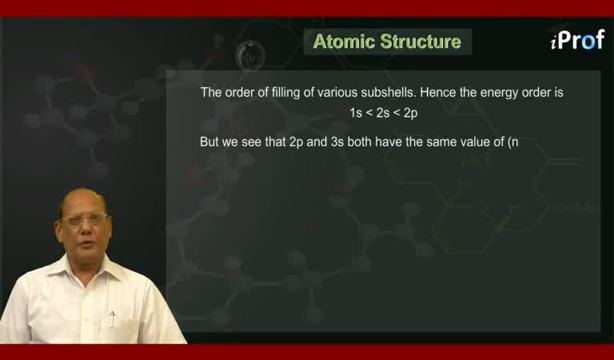 Atomic Structure
iProf
The order of filling of various subshells. Hence the energy order is
1s < 2s < 2p
But we see that 2p and 3s both have the same value of (n